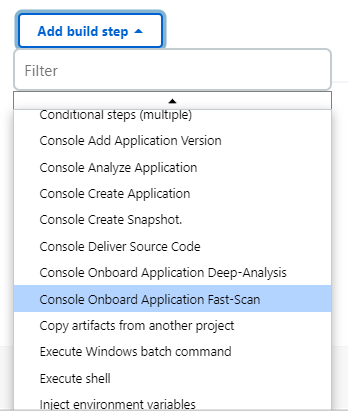 Add build step
Filter
Conditional steps (multiple)
Console Add Application Version
Console Analyze Application
Console Create Application
Console Create Snapshot.
Console Deliver Source Code
Console Onboard Application Deep-Analysis
Console Onboard Application Fast-Scan
Copy artifacts from another project
Execute Windows batch command
Execute shell
Inject environment variables